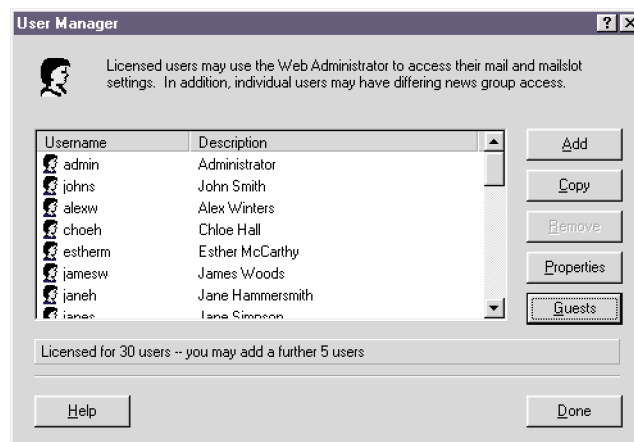 User Manager
Licensed users may use the Web Administrator to access their mail and mailslot
settings. In addition, individual users may have differing news group access.
Username Description
admin Administrator
johns John Smith
alexw Alex Winters
choeh Chloe Hall
estherm Esther McCarthy
jamesw James Woods
janeh Jane Hammersmith
janes Jane Simpson
Add
Copy
Remove
Properties
Guests
Licensed for 30 users -- you may add a further 5 users
Help Done